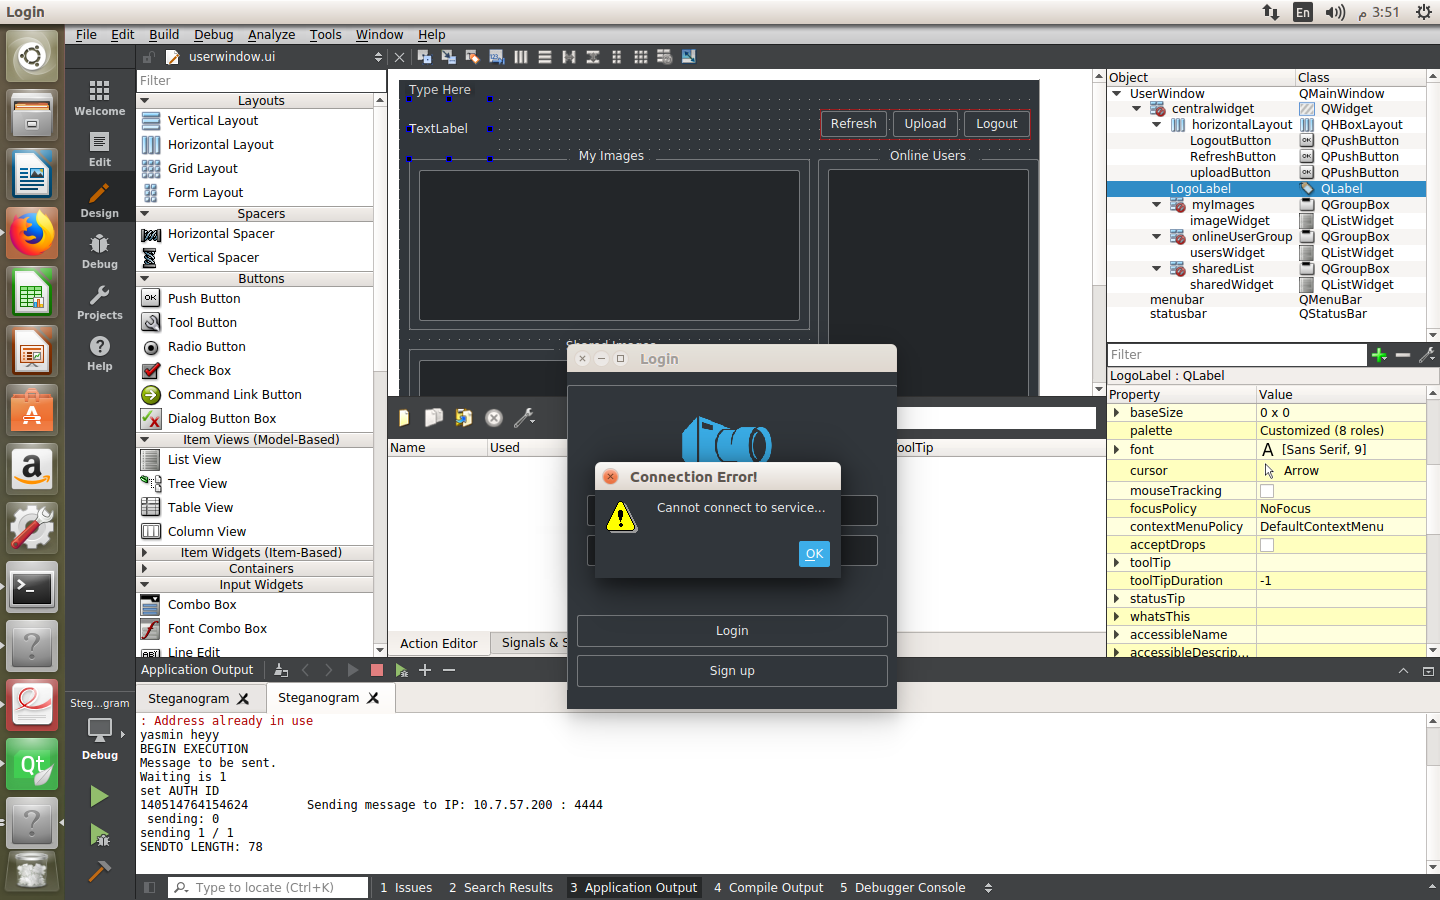 Login
En
3:51 م
File Edit Build Debug Analyze Tools Window Help
userwindow.ui
Filter
Welcome
Edit
Design
Debug
Projects
Help
Steg...gram
Debug
Layouts
Vertical Layout
Horizontal Layout
Grid Layout
Form Layout
Spacers
Horizontal Spacer
Vertical Spacer
Buttons
Push Button
Tool Button
Radio Button
Check Box
Command Link Button
Dialog Button Box
Item Views (Model-Based)
List View
Tree View
Table View
Column View
Item Widgets (Item-Based)
Containers
Input Widgets
Combo Box
Font Combo Box
Line Edit
Type Here
TextLabel
Refresh Upload Logout
My Images
Online Users
Name Used
Action Editor
Login
Connection Error!
Cannot connect to service...
OK
Login
Sign up
Object Class
UserWindow QMainWindow
centralwidget QWidget
horizontalLayout QHBoxLayout
LogoutButton QPushButton
RefreshButton QPushButton
uploadButton QPushButton
LogoLabel QLabel
myImages QGroupBox
imageWidget QListWidget
onlineUserGroup QGroupBox
usersWidget QListWidget
sharedList QGroupBox
sharedWidget QListWidget
menubar QMenuBar
statusbar QStatusBar
Filter
LogoLabel : QLabel
Property Value
baseSize 0 x 0
palette Customized (8 roles)
font A [Sans Serif, 9]
cursor Arrow
mouseTracking
focusPolicy NoFocus
contextMenuPolicy DefaultContextMenu
acceptDrops
toolTip
toolTipDuration -1
statusTip
whatsThis
accessibleName
accessibleDescrip...
Application Output
Steganogram Steganogram
: Address already in use
yasmin heyy
BEGIN EXECUTION
Message to be sent.
Waiting is 1
set AUTH ID
140514764154624 Sending message to IP: 10.7.57.200 : 4444
sending: 0
sending 1 / 1
SENDTO LENGTH: 78
Type to locate (Ctrl+K)
1 Issues 2 Search Results 3 Application Output 4 Compile Output 5 Debugger Console